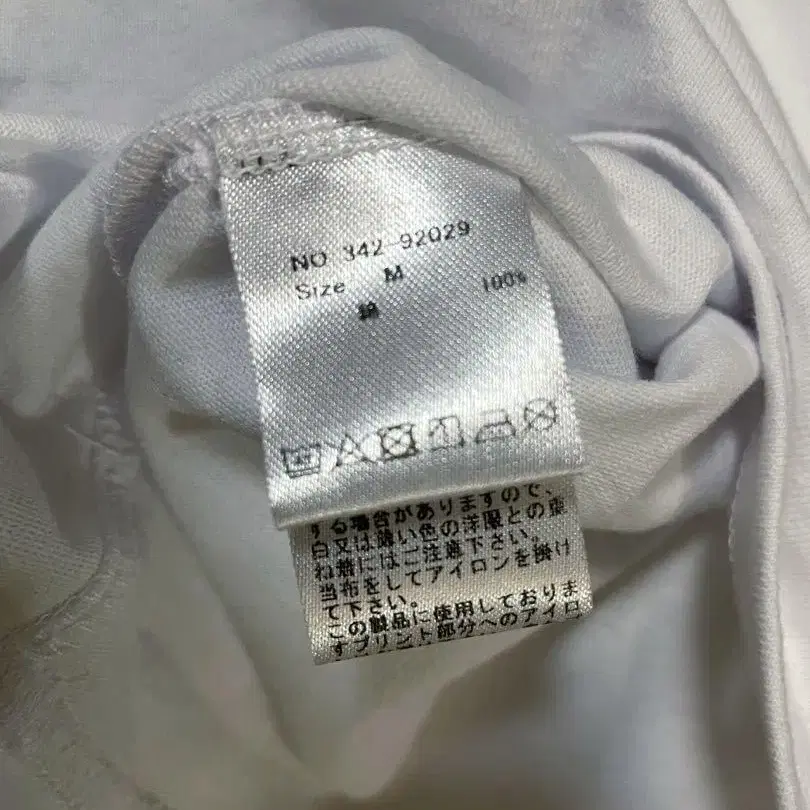 NO 342-92029
Size M
綿 100%
する場合がありますので、
白又は薄い色の洋服との重
ね着にはご注意下さい。
当布をしてアイロンを掛け
て下さい。
この製品に使用しておりま
すプリント部分へのアイロ